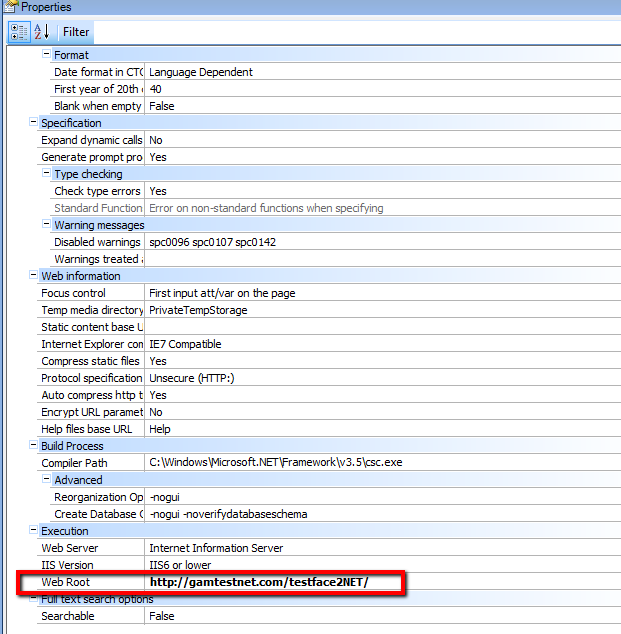 Properties
Filter
Format
Date format in CTO Language Dependent
First year of 20th 40
Blank when empty False
Specification
Expand dynamic calls No
Generate prompt pro Yes
Type checking
Check type errors Yes
Standard Function Error on non-standard functions when specifying
Warning messages
Disabled warnings spc0096 spc0107 spc0142
Warnings treated
Web information
Focus control First input att/var on the page
Temp media directory PrivateTempStorage
Static content base U
Internet Explorer com IE7 Compatible
Compress static files Yes
Protocol specification Unsecure (HTTP:)
Auto compress http t Yes
Encrypt URL paramet No
Help files base URL Help
Build Process
Compiler Path C:\Windows\Microsoft.NET\Framework\v3.5\csc.exe
Advanced
Reorganization Op -nogui
Create Database -nogui -noverifydatabaseschema
Execution
Web Server Internet Information Server
IIS Version IIS6 or lower
Web Root http://gamtestnet.com/testface2NET/
Full text search options
Searchable False